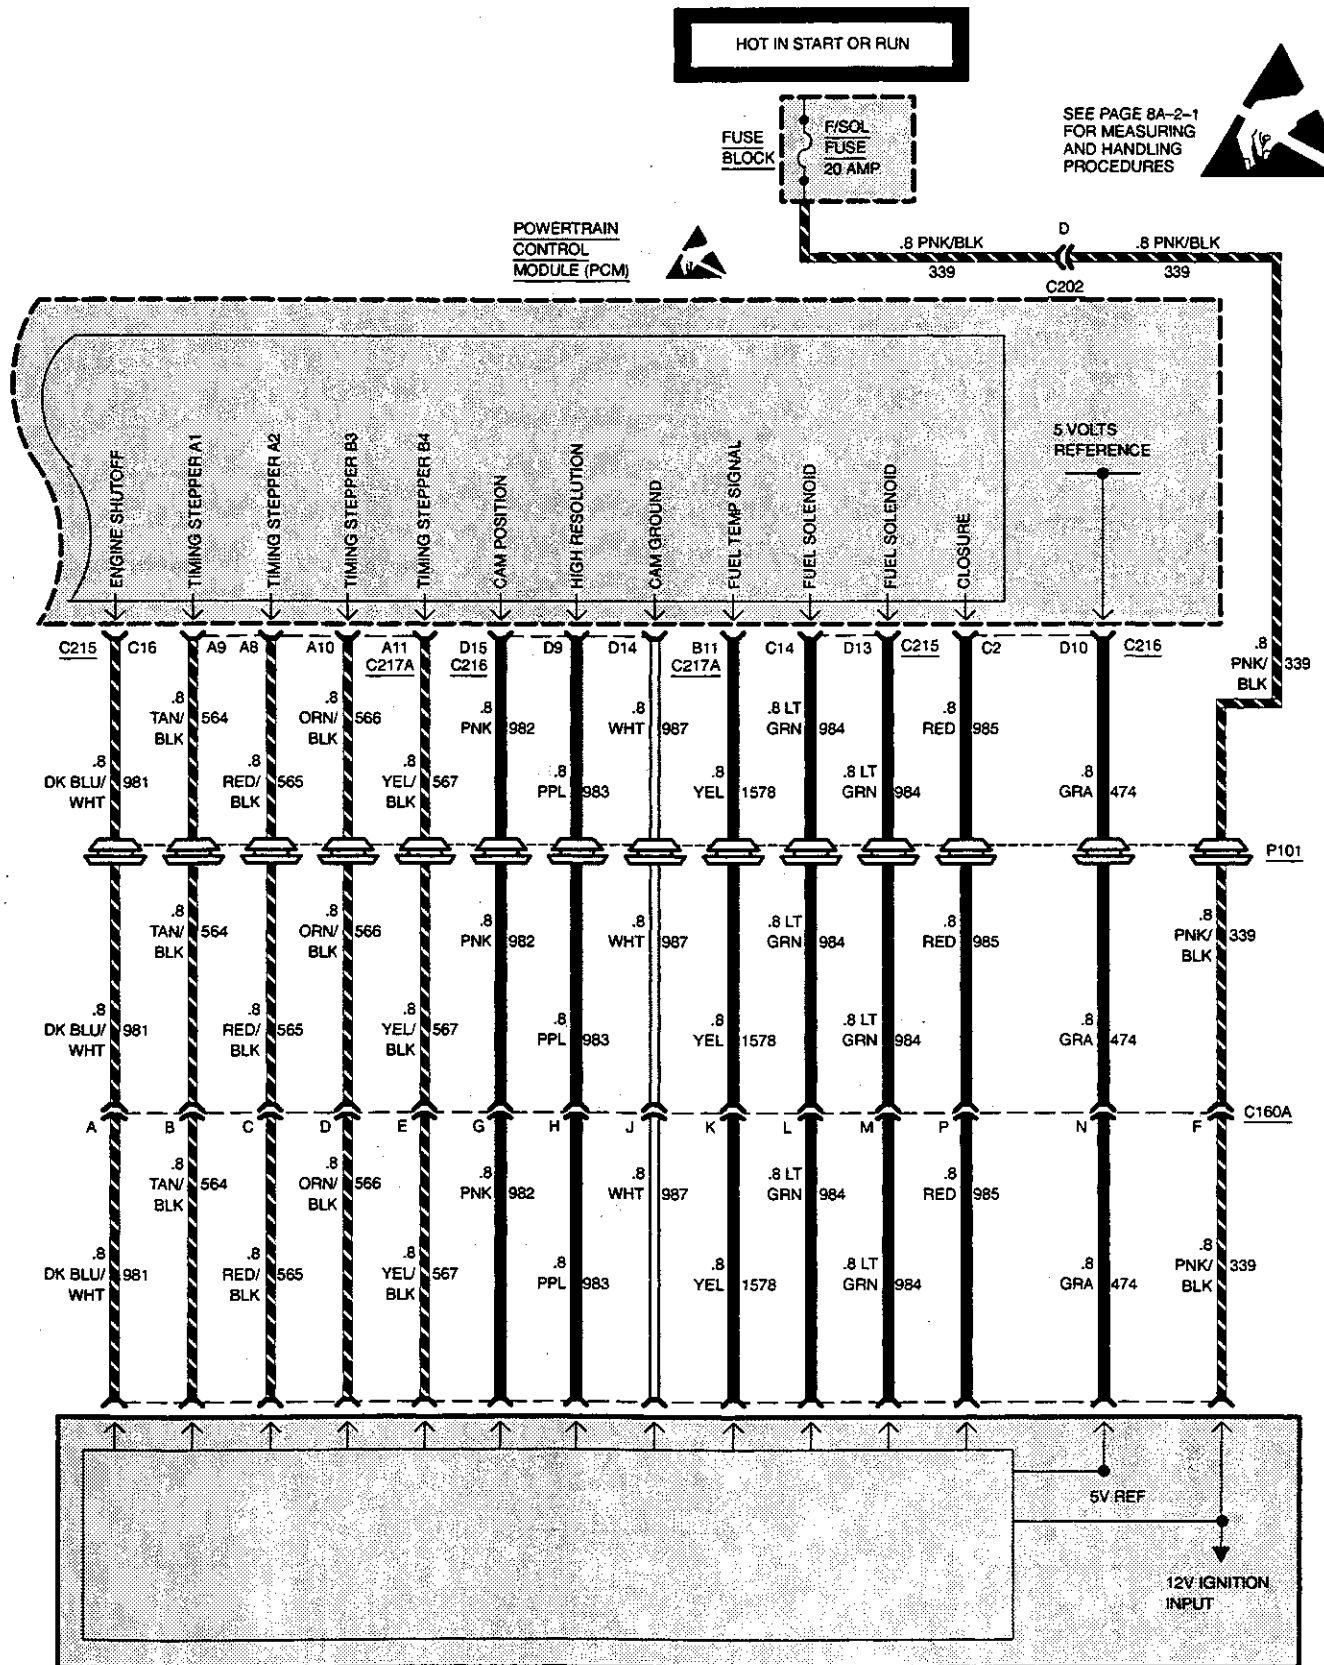 HOT IN START OR RUN
FUSE
BLOCK
F/SOL
FUSE
20 AMP
SEE PAGE 8A-2-1
FOR MEASURING
AND HANDLING
PROCEDURES
POWERTRAIN
CONTROL
MODULE (PCM)
.8 PNK/BLK
339
D
C202
.8 PNK/BLK
339
ENGINE SHUTOFF
TIMING STEPPER A1
TIMING STEPPER A2
TIMING STEPPER B3
TIMING STEPPER B4
CAM POSITION
HIGH RESOLUTION
CAM GROUND
FUEL TEMP SIGNAL
FUEL SOLENOID
FUEL SOLENOID
CLOSURE
5 VOLTS
REFERENCE
C215 C16 A9 A8 A10 A11 D15 D9 D14 B11 C14 D13 C215 C2 D10 C216
C217A C216 C217A
.8
PNK/
BLK
339
.8
TAN/
BLK
564
.8
ORN/
BLK
566
.8
PNK
982
.8
WHT
987
.8 LT
GRN
984
.8
RED
985
.8
DK BLU/
WHT
981
.8
RED/
BLK
565
.8
YEL/
BLK
567
.8
PPL
983
.8
YEL
1578
.8 LT
GRN
984
.8
GRA
474
P101
.8
TAN/
BLK
564
.8
ORN/
BLK
566
.8
PNK
982
.8
WHT
987
.8 LT
GRN
984
.8
RED
985
.8
PNK/
BLK
339
.8
DK BLU/
WHT
981
.8
RED/
BLK
565
.8
YEL/
BLK
567
.8
PPL
983
.8
YEL
1578
.8 LT
GRN
984
.8
GRA
474
C160A
A B C D E G H J K L M P N F
.8
TAN/
BLK
564
.8
ORN/
BLK
566
.8
PNK
982
.8
WHT
987
.8 LT
GRN
984
.8
RED
985
.8
DK BLU/
WHT
981
.8
RED/
BLK
565
.8
YEL/
BLK
567
.8
PPL
983
.8
YEL
1578
.8 LT
GRN
984
.8
GRA
474
.8
PNK/
BLK
339
5V REF
12V IGNITION
INPUT